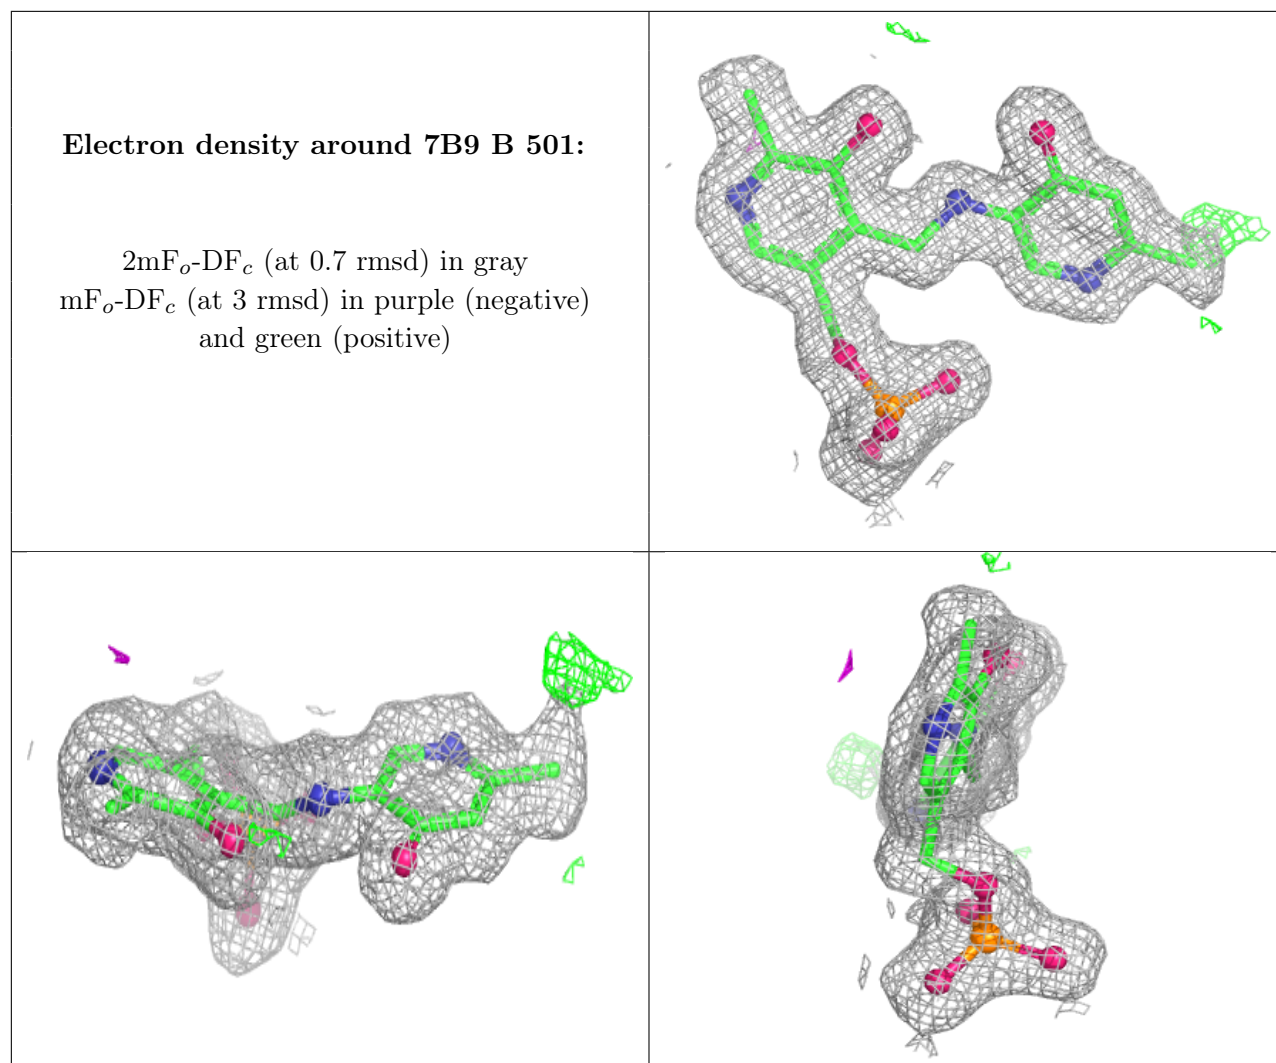 Electron density around 7B9 B 501:
2mFₒ-DF𝒸 (at 0.7 rmsd) in gray
mFₒ-DF𝒸 (at 3 rmsd) in purple (negative)
and green (positive)